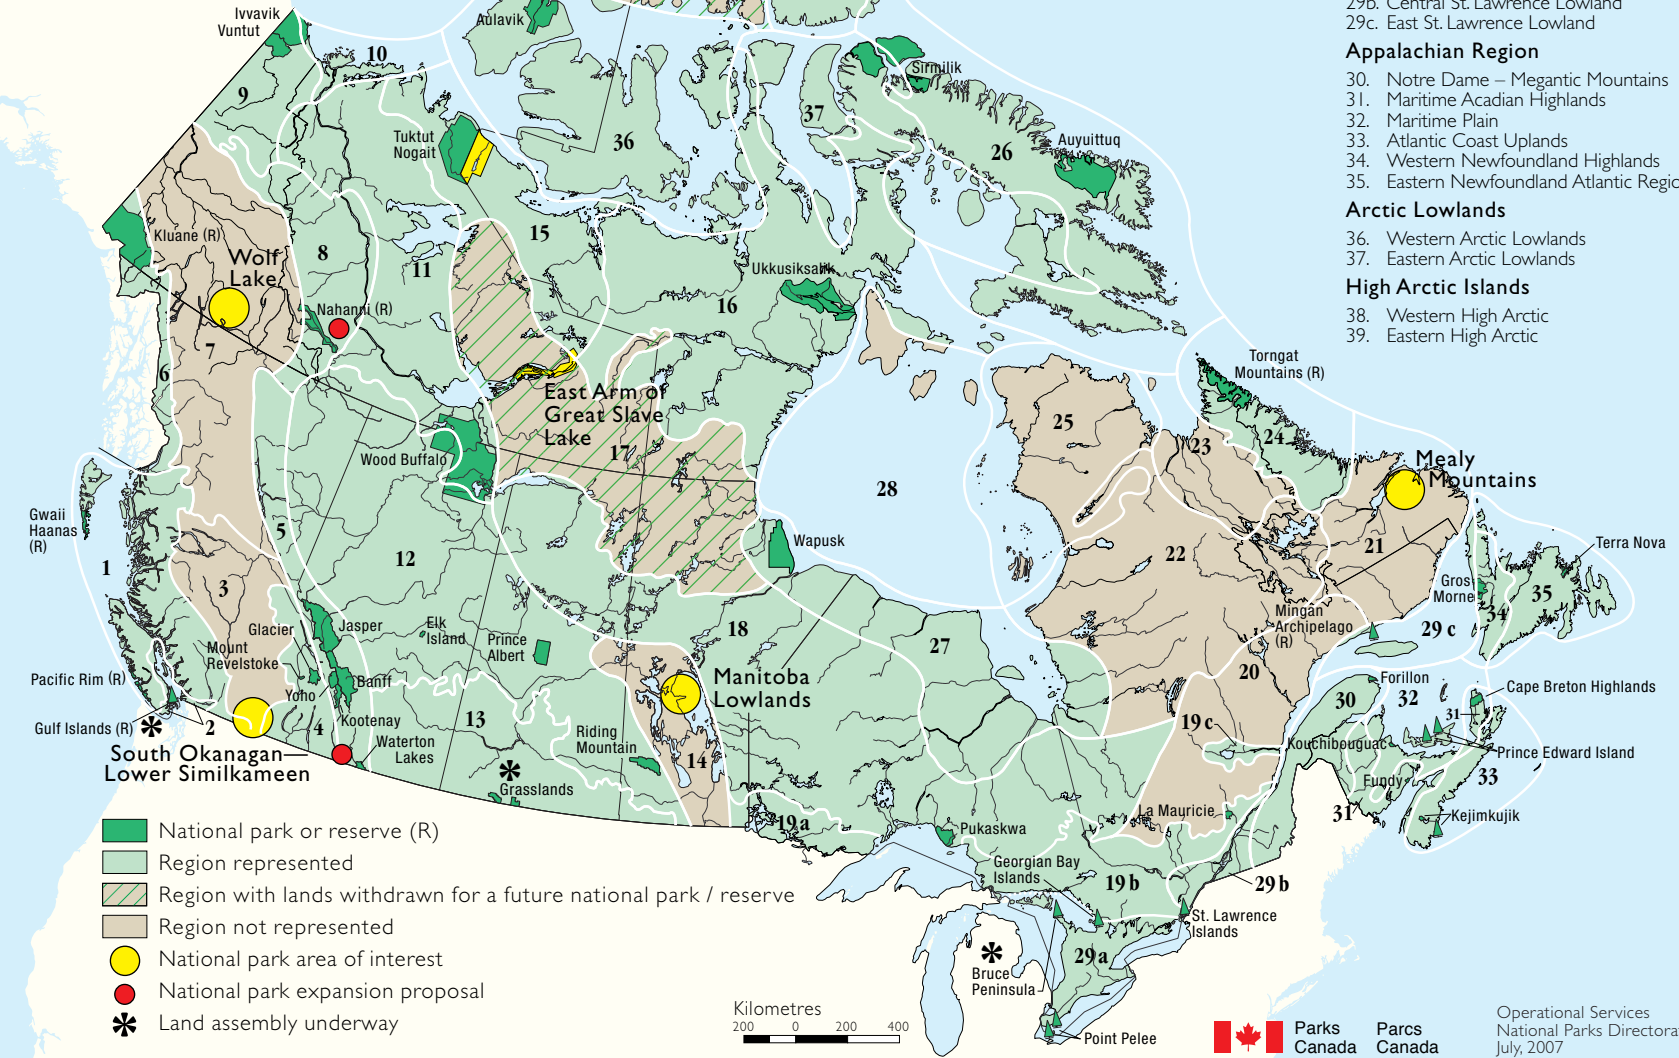 29b. Central St. Lawrence Lowland
29c. East St. Lawrence Lowland
Appalachian Region
30. Notre Dame – Megantic Mountains
31. Maritime Acadian Highlands
32. Maritime Plain
33. Atlantic Coast Uplands
34. Western Newfoundland Highlands
35. Eastern Newfoundland Atlantic Regio
Arctic Lowlands
36. Western Arctic Lowlands
37. Eastern Arctic Lowlands
High Arctic Islands
38. Western High Arctic
39. Eastern High Arctic
Ivvavik
Vuntut
Aulavik
10
9
Sirmilik
37
36
Tuktut
Nogait
26
Auyuittuq
Kluane (R)
Wolf
Lake
8
11
15
Ukkusiksalik
16
Nahanni (R)
7
6
East Arm of
Great Slave
Lake
17
Wood Buffalo
Torngat
Mountains (R)
25
23
24
Mealy
Mountains
28
Gwaii
Haanas
(R)
1
5
12
3
Wapusk
22
21
Terra Nova
Gros
Morne
34
35
29 c
Mingan
Archipelago
(R)
20
Glacier
Jasper
Elk
Island
Prince
Albert
18
27
Mount
Revelstoke
Pacific Rim (R)
Yoho
Banff
Manitoba
Lowlands
Forillon
30
32
Cape Breton Highlands
31
Gulf Islands (R)
2
4
Kootenay
13
19 c
South Okanagan
Lower Similkameen
Waterton
Lakes
Riding
Mountain
14
Kouchibouguac
Prince Edward Island
33
Grasslands
Fundy
31
Kejimkujik
La Mauricie
19a
Pukaskwa
Georgian Bay
Islands
19b
29b
St. Lawrence
Islands
29a
Bruce
Peninsula
Point Pelee
National park or reserve (R)
Region represented
Region with lands withdrawn for a future national park / reserve
Region not represented
National park area of interest
National park expansion proposal
Land assembly underway
Kilometres
200 0 200 400
Parks
Canada
Parcs
Canada
Operational Services
National Parks Directora
July, 2007